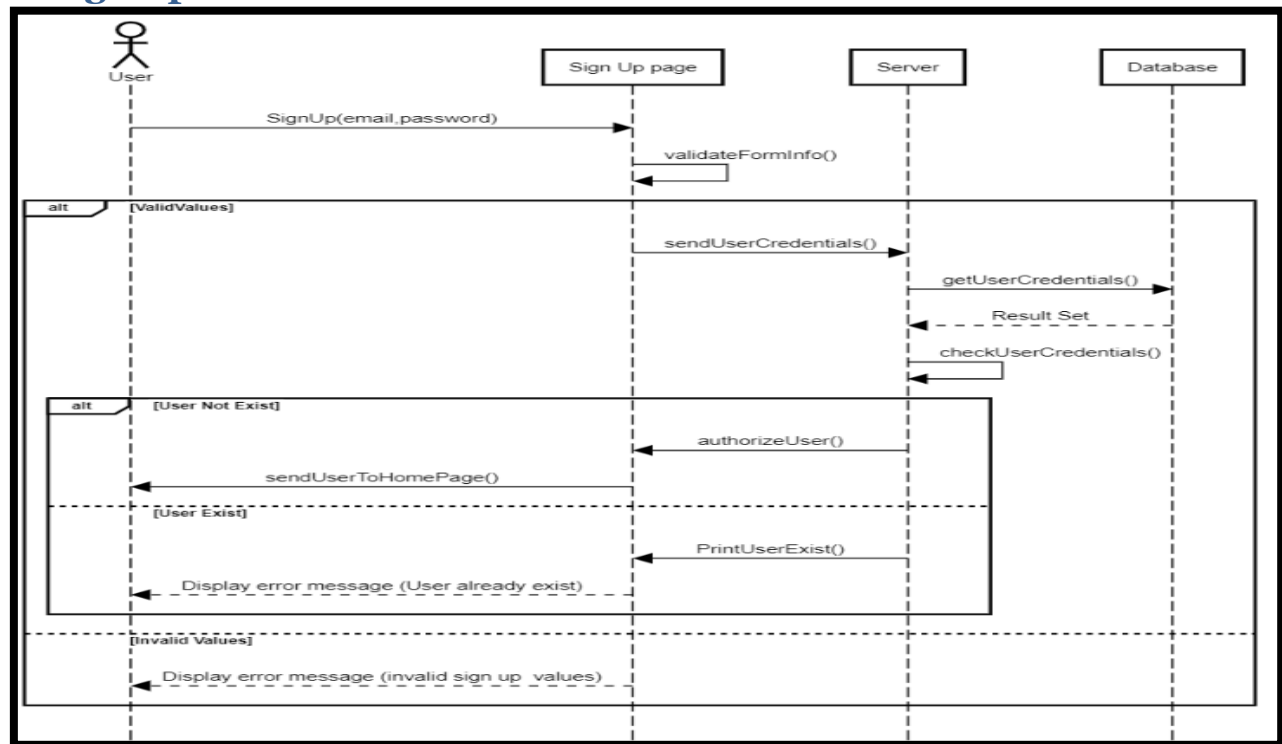 User
Sign Up page
Server
Database
SignUp(email,password)
validateFormInfo()
alt
[ValidValues]
sendUserCredentials()
getUserCredentials()
Result Set
checkUserCredentials()
alt
[User Not Exist]
authorizeUser()
sendUserToHomePage()
[User Exist]
PrintUserExist()
Display error message (User already exist)
[Invalid Values]
Display error message (invalid sign up values)